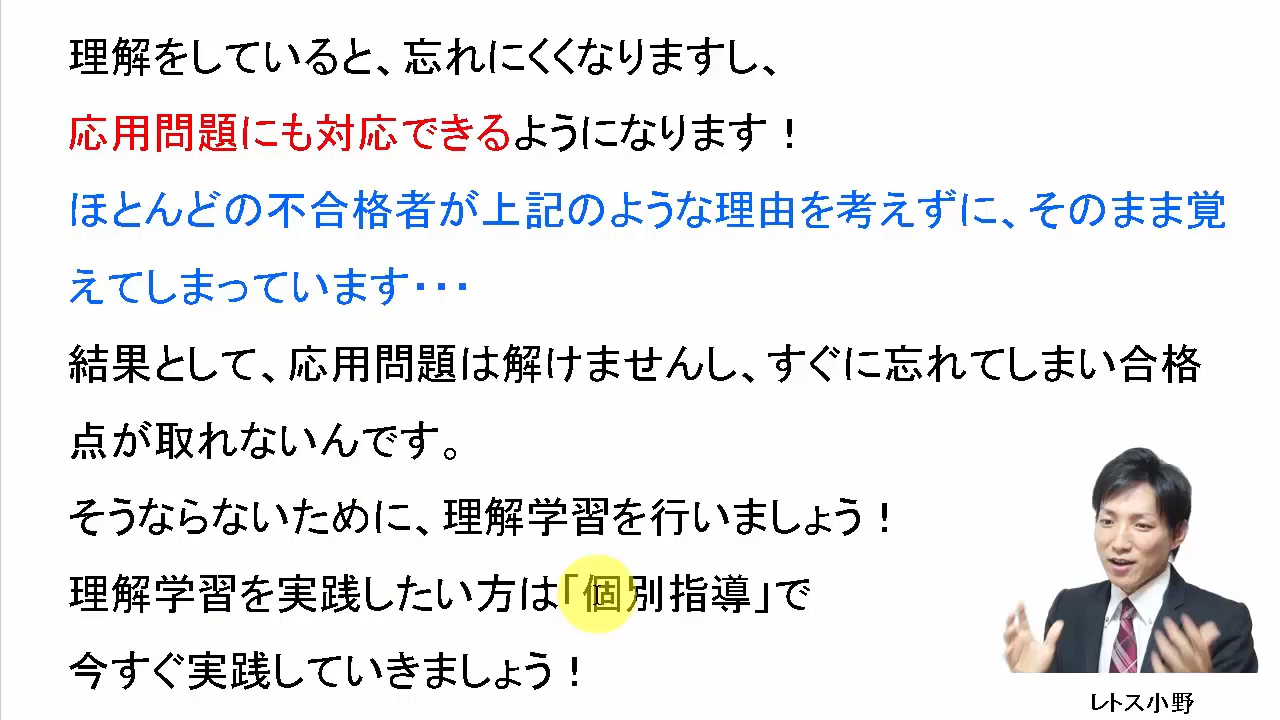 理解をしていると、忘れにくくなりますし、
応用問題にも対応できるようになります！
ほとんどの不合格者が上記のような理由を考えずに、そのまま覚
えてしまっています・・・
結果として、応用問題は解けませんし、すぐに忘れてしまい合格
点が取れないんです。
そうならないために、理解学習を行いましょう！
理解学習を実践したい方は「個別指導」で
今すぐ実践していきましょう！
レトス小野